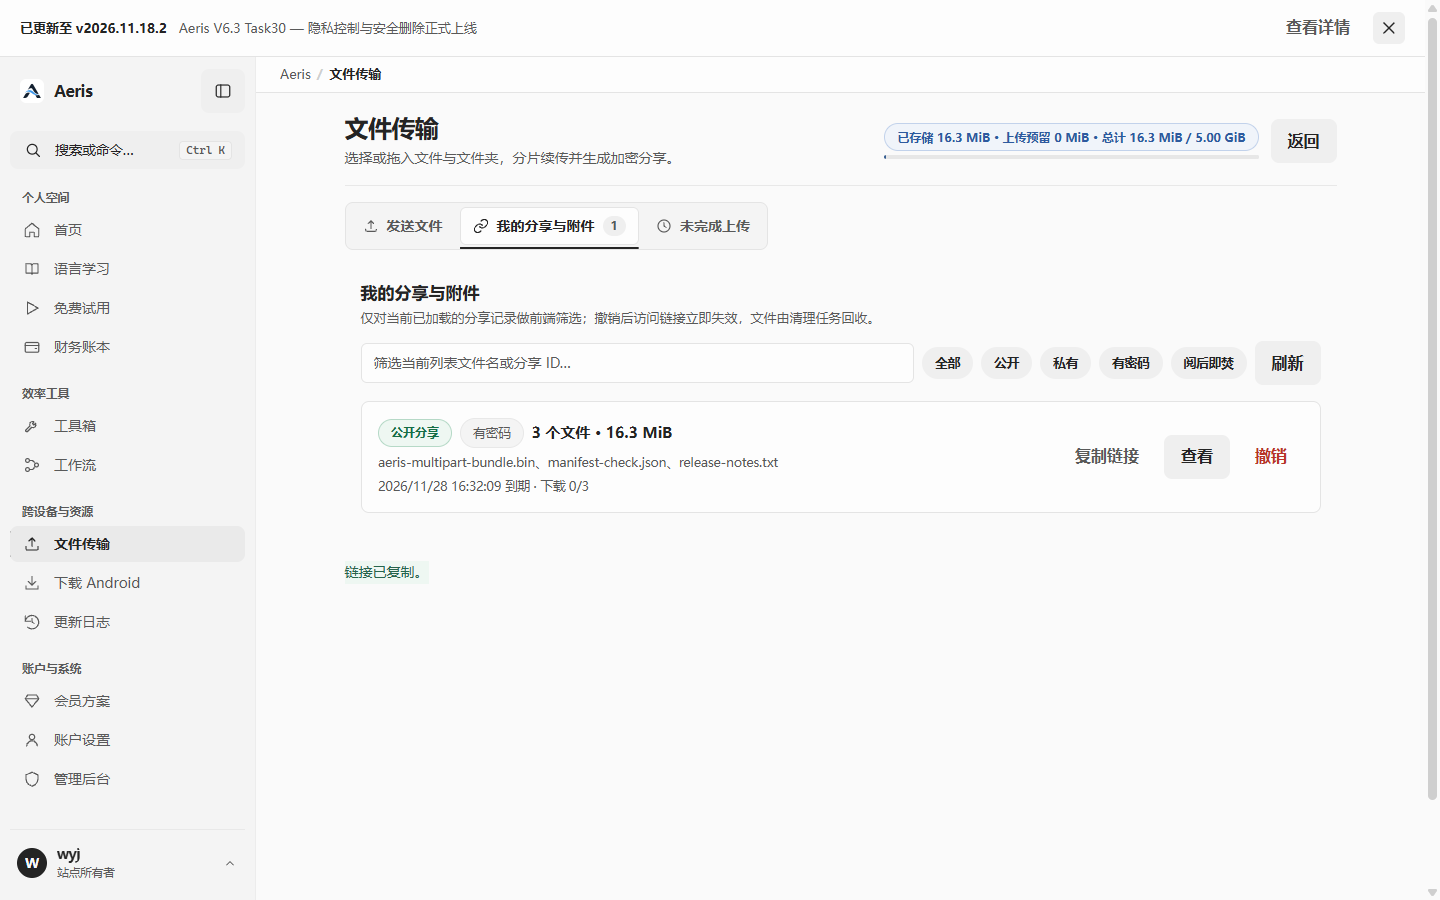 已更新至 v2026.11.18.2 Aeris V6.3 Task30 — 隐私控制与安全删除正式上线
查看详情
Aeris
搜索或命令... Ctrl K
个人空间
首页
语言学习
免费试用
财务账本
效率工具
工具箱
工作流
跨设备与资源
文件传输
下载 Android
更新日志
账户与系统
会员方案
账户设置
管理后台
W
wyj
站点所有者
Aeris / 文件传输
文件传输
选择或拖入文件与文件夹，分片续传并生成加密分享。
已存储 16.3 MiB • 上传预留 0 MiB • 总计 16.3 MiB / 5.00 GiB
返回
发送文件 我的分享与附件 1 未完成上传
我的分享与附件
仅对当前已加载的分享记录做前端筛选；撤销后访问链接立即失效，文件由清理任务回收。
筛选当前列表文件名或分享 ID... 全部 公开 私有 有密码 阅后即焚 刷新
公开分享 有密码 3 个文件 • 16.3 MiB
aeris-multipart-bundle.bin、manifest-check.json、release-notes.txt
2026/11/28 16:32:09 到期 · 下载 0/3
复制链接 查看 撤销
链接已复制。